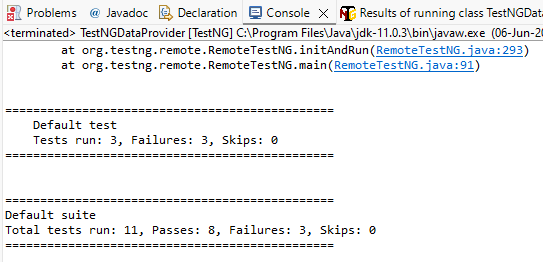 Problems @ Javadoc Declaration Console Results of running class TestNGData
<terminated> TestNGDataProvider [TestNG] C:\Program Files\Java\jdk-11.0.3\bin\javaw.exe (06-Jun-20
at org.testng.remote.RemoteTestNG.initAndRun(RemoteTestNG.java:293)
at org.testng.remote.RemoteTestNG.main(RemoteTestNG.java:91)
===============================================
Default test
Tests run: 3, Failures: 3, Skips: 0
===============================================
===============================================
Default suite
Total tests run: 11, Passes: 8, Failures: 3, Skips: 0
===============================================